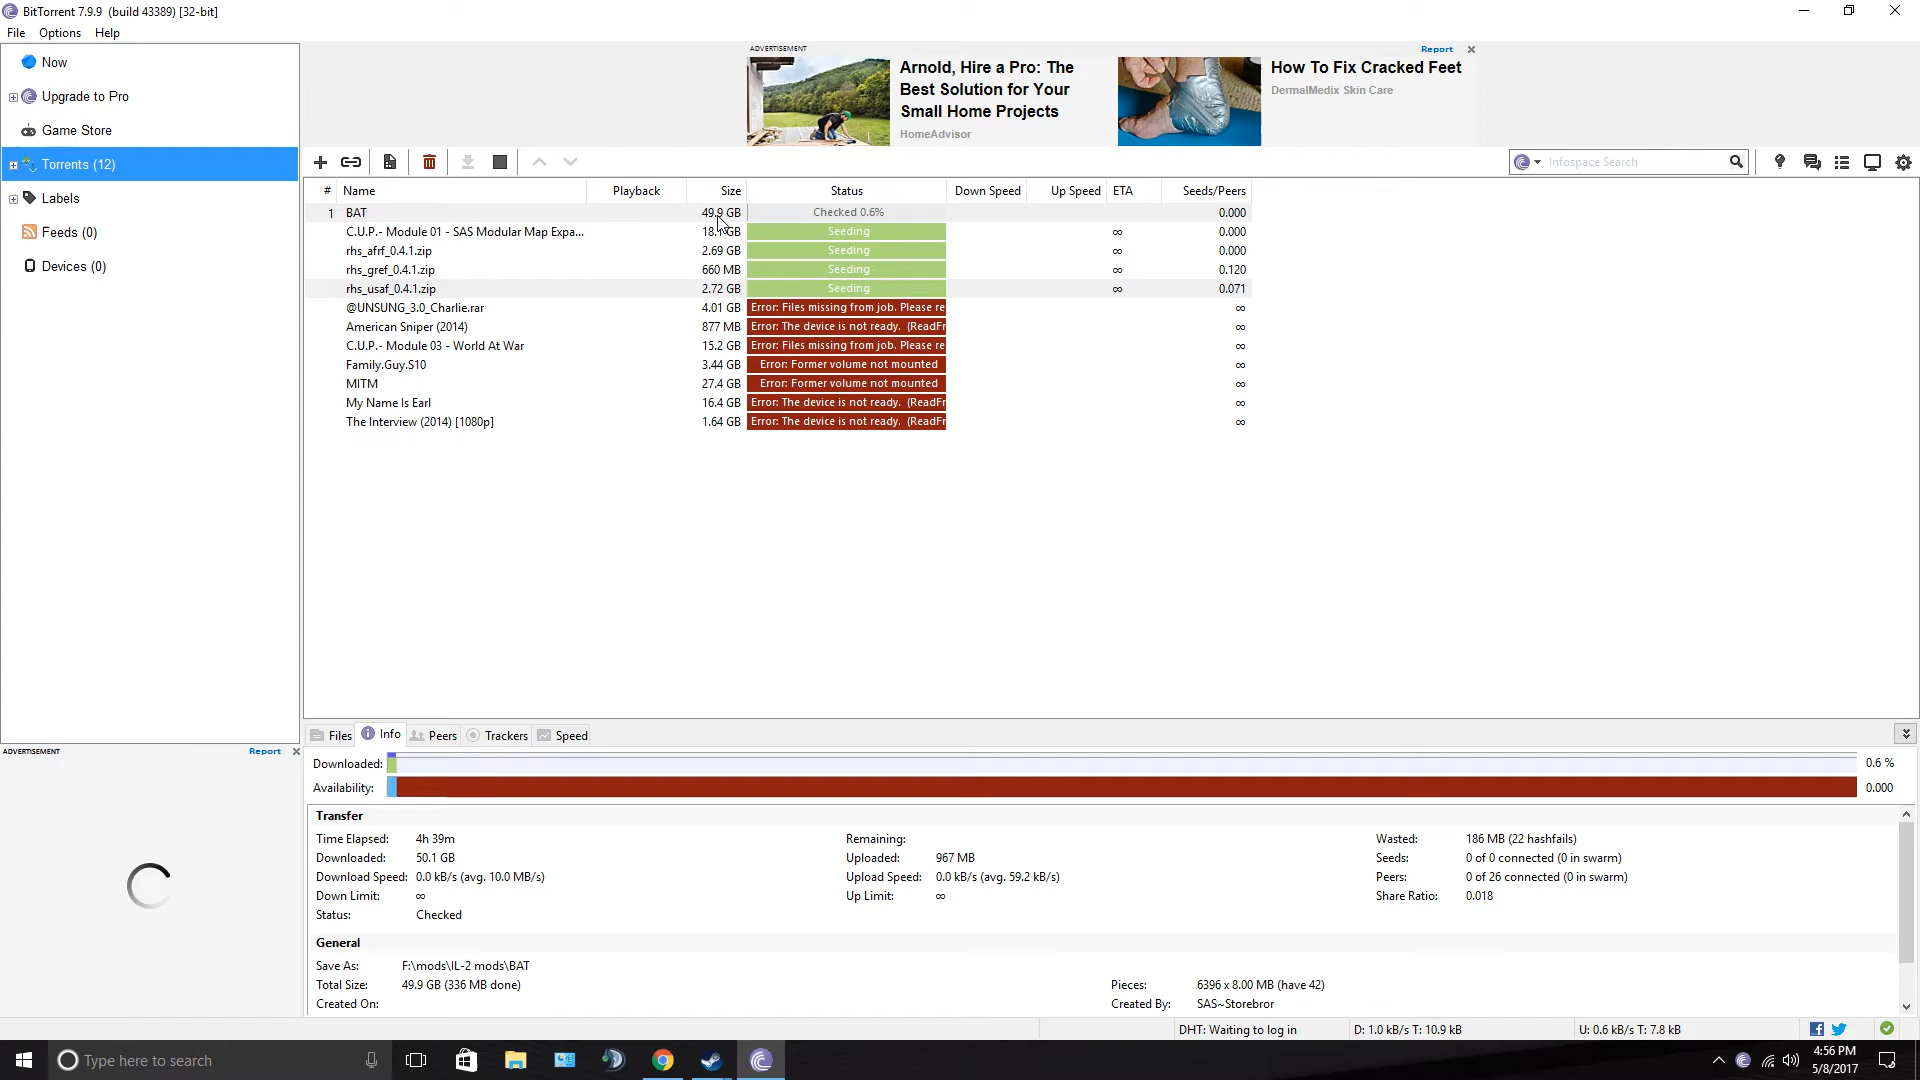 BitTorrent 7.9.9 (build 43389) [32-bit]
File Options Help
Now
Upgrade to Pro
Game Store
Torrents (12)
Labels
Feeds (0)
Devices (0)
ADVERTISEMENT
Report
Arnold, Hire a Pro: The
Best Solution for Your
Small Home Projects
HomeAdvisor
How To Fix Cracked Feet
DermalMedix Skin Care
Infospace Search
# Name Playback Size Status Down Speed Up Speed ETA Seeds/Peers
1 BAT 49.9 GB Checked 0.6% 0.000
C.U.P.- Module 01 - SAS Modular Map Expa... GB Seeding ∞ 0.000
rhs_afrf_0.4.1.zip 2.69 GB Seeding ∞ 0.000
rhs_gref_0.4.1.zip 660 MB Seeding ∞ 0.120
rhs_usaf_0.4.1.zip 2.72 GB Seeding ∞ 0.071
@UNSUNG_3.0_Charlie.rar 4.01 GB Error: Files missing from job. Please re ∞
American Sniper (2014) 877 MB Error: The device is not ready. (ReadFr ∞
C.U.P.- Module 03 - World At War 15.2 GB Error: Files missing from job. Please re ∞
Family.Guy.S10 3.44 GB Error: Former volume not mounted ∞
MITM 27.4 GB Error: Former volume not mounted ∞
My Name Is Earl 16.4 GB Error: The device is not ready. (ReadFr ∞
The Interview (2014) [1080p] 1.64 GB Error: The device is not ready. (ReadFr ∞
ADVERTISEMENT Report
Files Info Peers Trackers Speed
Downloaded: 0.6 %
Availability: 0.000
Transfer
Time Elapsed: 4h 39m Remaining: Wasted: 186 MB (22 hashfails)
Downloaded: 50.1 GB Uploaded: 967 MB Seeds: 0 of 0 connected (0 in swarm)
Download Speed: 0.0 kB/s (avg. 10.0 MB/s) Upload Speed: 0.0 kB/s (avg. 59.2 kB/s) Peers: 0 of 26 connected (0 in swarm)
Down Limit: ∞ Up Limit: ∞ Share Ratio: 0.018
Status: Checked
General
Save As: F:\mods\IL-2 mods\BAT
Total Size: 49.9 GB (336 MB done) Pieces: 6396 x 8.00 MB (have 42)
Created On: Created By: SAS~Storebror
DHT: Waiting to log in D: 1.0 kB/s T: 10.9 kB U: 0.6 kB/s T: 7.8 kB
Type here to search
4:56 PM
5/8/2017